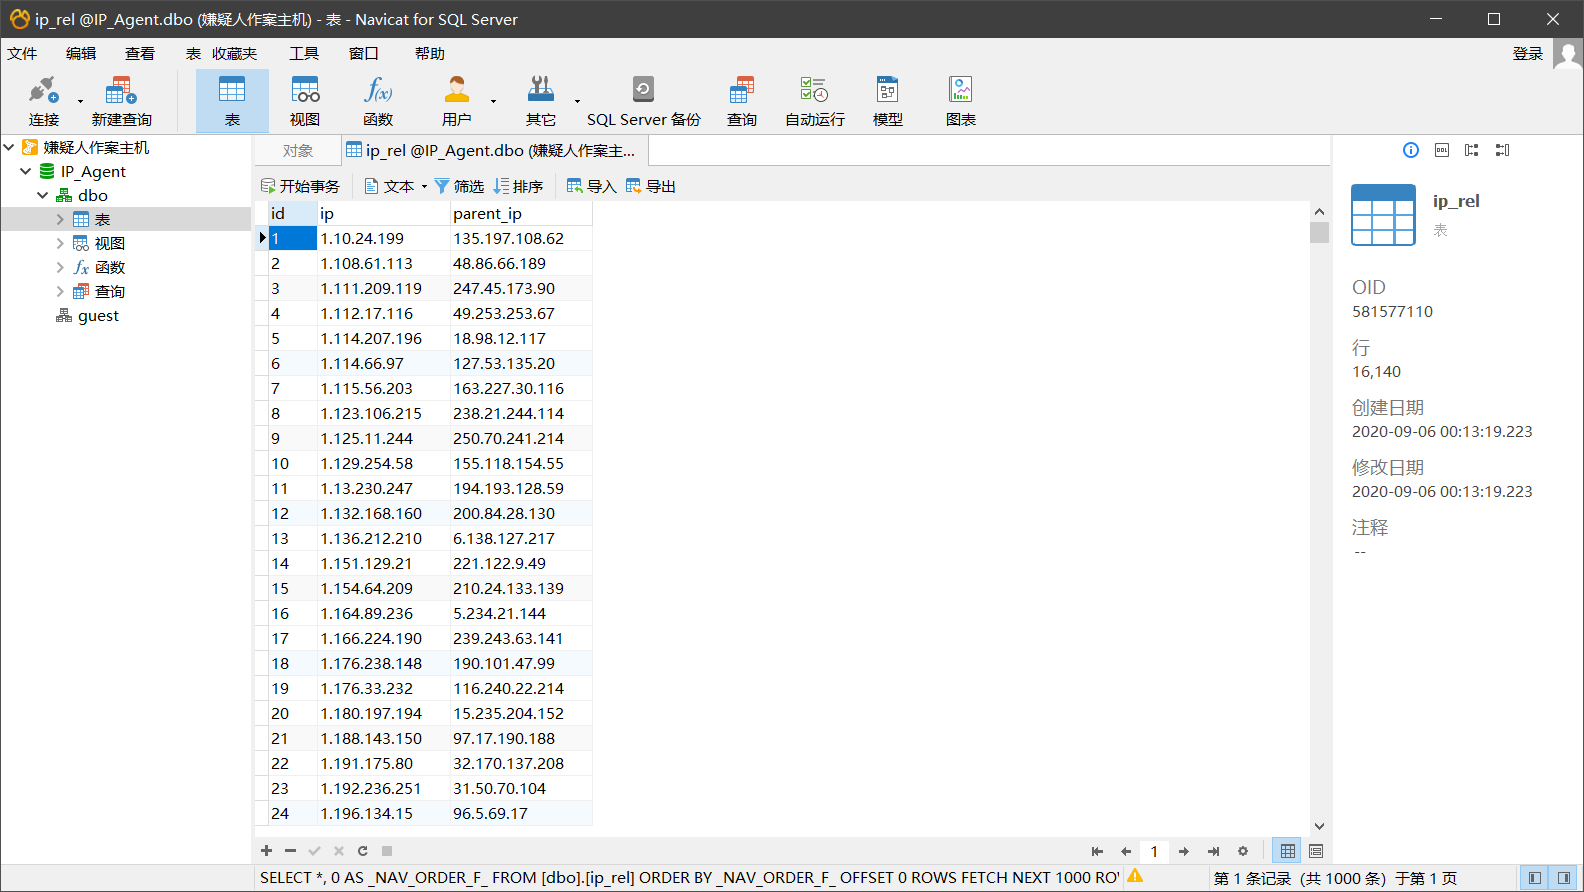 ip_rel @IP_Agent.dbo (嫌疑人作案主机) - 表 - Navicat for SQL Server
文件 编辑 查看 表 收藏夹 工具 窗口 帮助 登录
连接 新建查询 表 视图 函数 用户 其它 SQL Server 备份 查询 自动运行 模型 图表
嫌疑人作案主机
IP_Agent
dbo
表
视图
函数
查询
guest
对象 ip_rel @IP_Agent.dbo (嫌疑人作案主...
开始事务 文本 筛选 排序 导入 导出
id ip parent_ip
1 1.10.24.199 135.197.108.62
2 1.108.61.113 48.86.66.189
3 1.111.209.119 247.45.173.90
4 1.112.17.116 49.253.253.67
5 1.114.207.196 18.98.12.117
6 1.114.66.97 127.53.135.20
7 1.115.56.203 163.227.30.116
8 1.123.106.215 238.21.244.114
9 1.125.11.244 250.70.241.214
10 1.129.254.58 155.118.154.55
11 1.13.230.247 194.193.128.59
12 1.132.168.160 200.84.28.130
13 1.136.212.210 6.138.127.217
14 1.151.129.21 221.122.9.49
15 1.154.64.209 210.24.133.139
16 1.164.89.236 5.234.21.144
17 1.166.224.190 239.243.63.141
18 1.176.238.148 190.101.47.99
19 1.176.33.232 116.240.22.214
20 1.180.197.194 15.235.204.152
21 1.188.143.150 97.17.190.188
22 1.191.175.80 32.170.137.208
23 1.192.236.251 31.50.70.104
24 1.196.134.15 96.5.69.17
1
SELECT *, 0 AS _NAV_ORDER_F_ FROM [dbo].[ip_rel] ORDER BY _NAV_ORDER_F_ OFFSET 0 ROWS FETCH NEXT 1000 RO
第 1 条记录（共 1000 条）于第 1 页
DDL
ip_rel
表
OID
581577110
行
16,140
创建日期
2020-09-06 00:13:19.223
修改日期
2020-09-06 00:13:19.223
注释
--